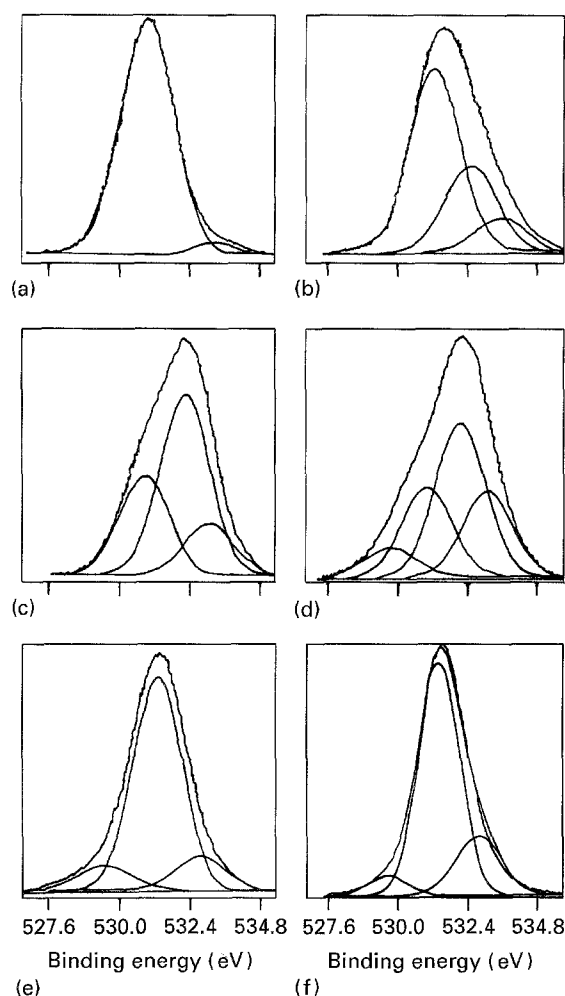 (a) (b)
(c) (d)
527.6 530.0 532.4 534.8 527.6 530.0 532.4 534.8
Binding energy (eV) Binding energy (eV)
(e) (f)